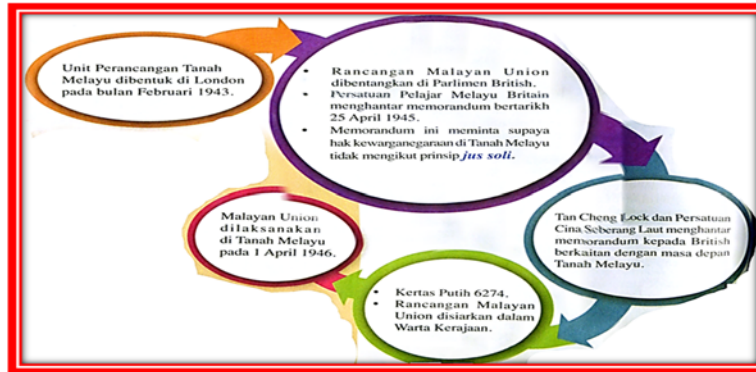 Unit Perancangan Tanah
Melayu dibentuk di London
pada bulan Februari 1943.
• Rancangan Malayan Union
dibentangkan di Parlimen British.
• Persatuan Pelajar Melayu Britain
menghantar memorandum bertarikh
25 April 1945.
• Memorandum ini meminta supaya
hak kewarganegaraan di Tanah Melayu
tidak mengikut prinsip jus soli.
Tan Cheng Lock dan Persatuan
Cina Seberang Laut menghantar
memorandum kepada British
berkaitan dengan masa depan
Tanah Melayu.
• Kertas Putih 6274.
• Rancangan Malayan
Union disiarkan dalam
Warta Kerajaan.
Malayan Union
dilaksanakan
di Tanah Melayu
pada 1 April 1946.